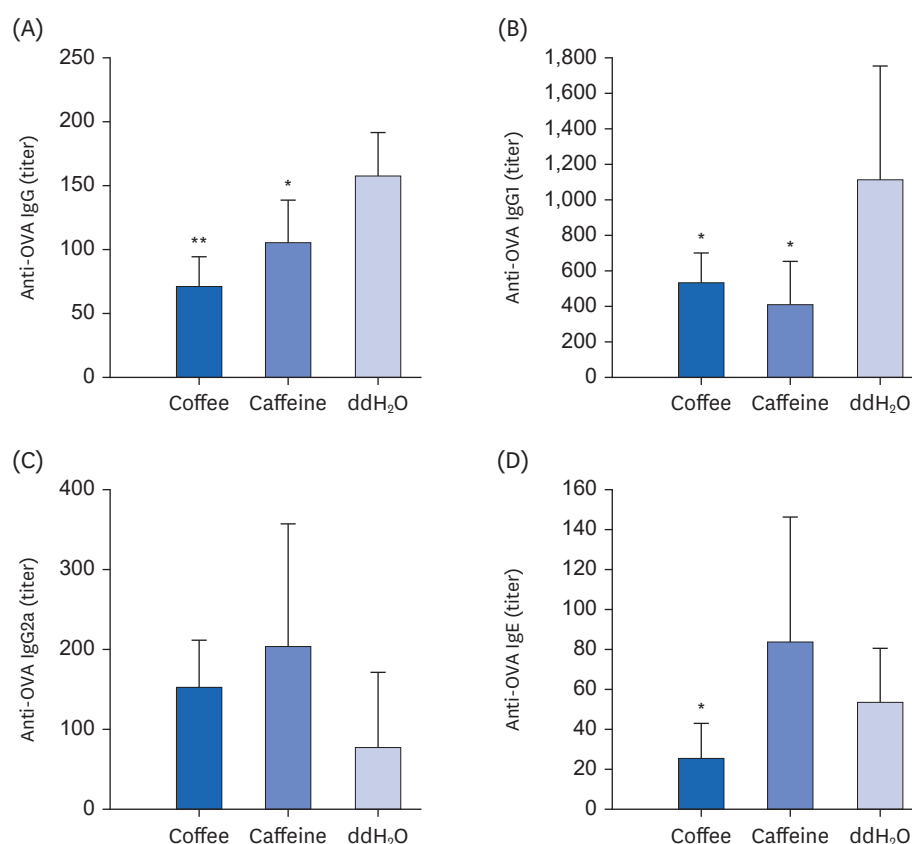 (A)
Anti-OVA IgG (titer)
250
200
150
100
50
0
**
*
Coffee Caffeine ddH₂O
(B)
Anti-OVA IgG1 (titer)
1,800
1,600
1,400
1,200
1,000
800
600
400
200
0
*
*
Coffee Caffeine ddH₂O
(C)
Anti-OVA IgG2a (titer)
400
300
200
100
0
Coffee Caffeine ddH₂O
(D)
Anti-OVA IgE (titer)
160
140
120
100
80
60
40
20
0
*
Coffee Caffeine ddH₂O